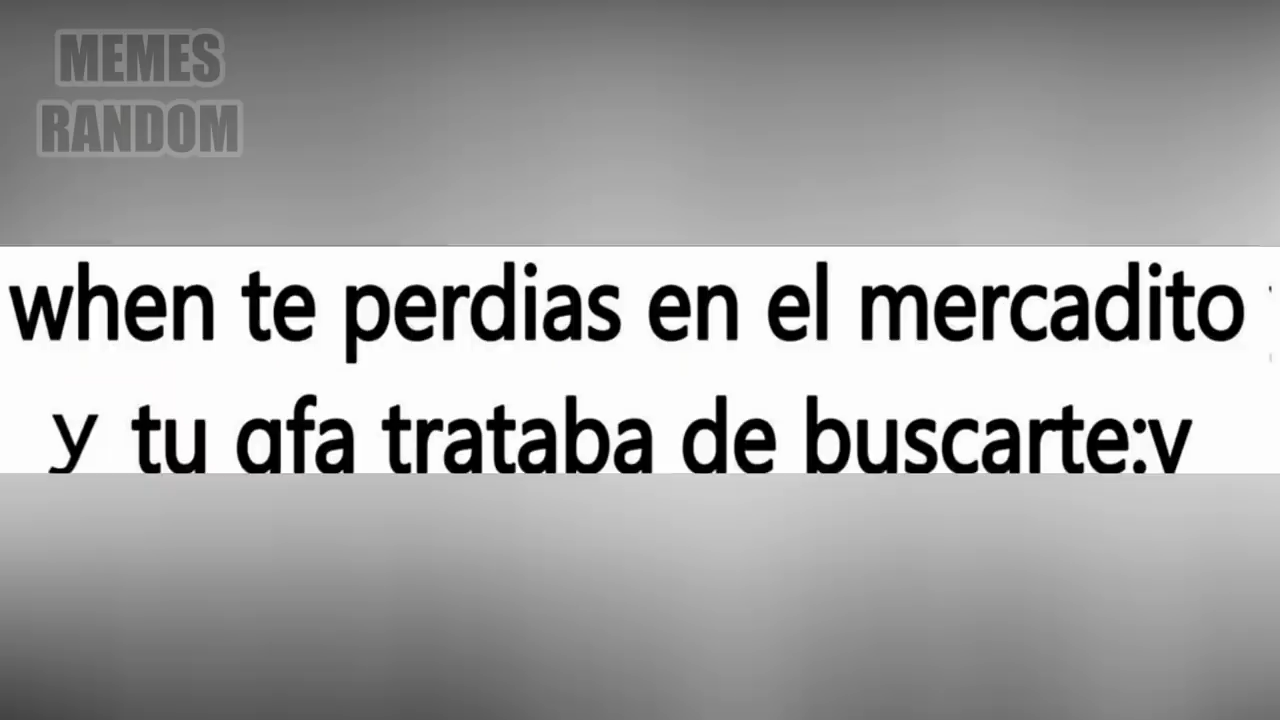 MEMES
RANDOM
when te perdias en el mercadito
y tu gfa trataba de buscarte:v